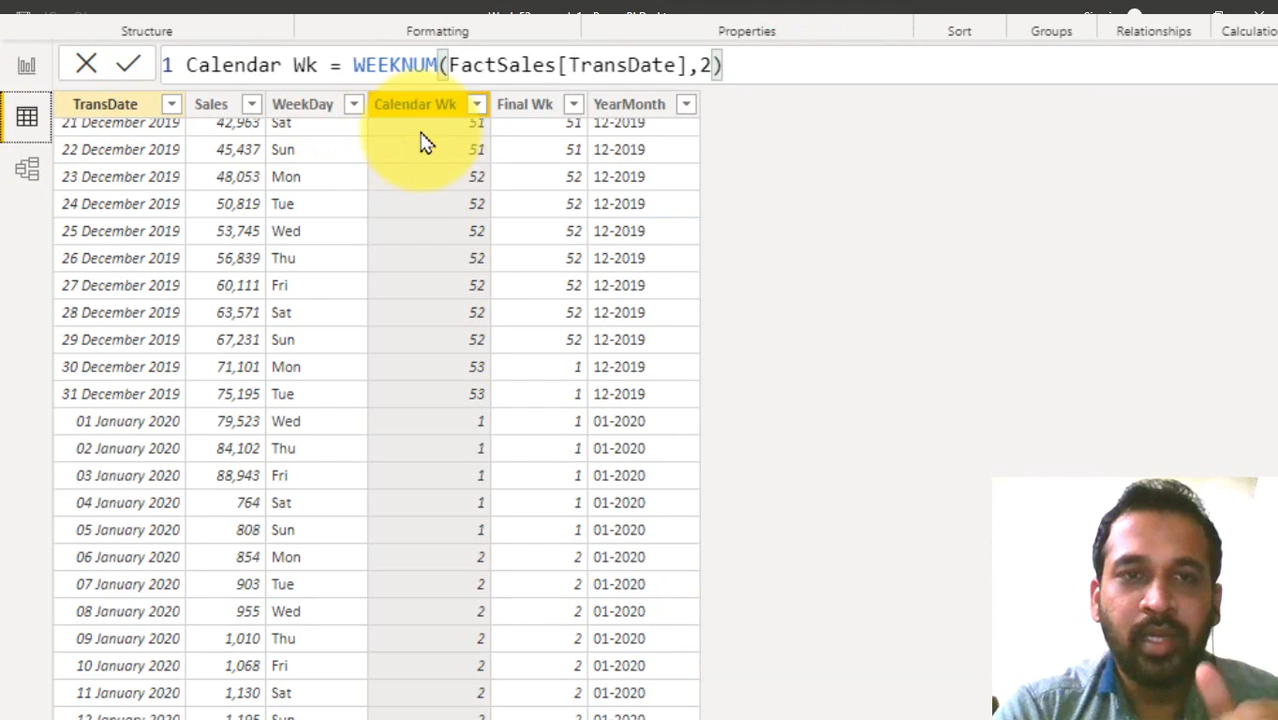 Structure Formatting Properties Sort Groups Relationships Calculatio
1 Calendar Wk = WEEKNUM(FactSales[TransDate],2)
TransDate Sales WeekDay Calendar Wk Final Wk YearMonth
21 December 2019 42,963 Sat 51 51 12-2019
22 December 2019 45,437 Sun 51 51 12-2019
23 December 2019 48,053 Mon 52 52 12-2019
24 December 2019 50,819 Tue 52 52 12-2019
25 December 2019 53,745 Wed 52 52 12-2019
26 December 2019 56,839 Thu 52 52 12-2019
27 December 2019 60,111 Fri 52 52 12-2019
28 December 2019 63,571 Sat 52 52 12-2019
29 December 2019 67,231 Sun 52 52 12-2019
30 December 2019 71,101 Mon 53 1 12-2019
31 December 2019 75,195 Tue 53 1 12-2019
01 January 2020 79,523 Wed 1 1 01-2020
02 January 2020 84,102 Thu 1 1 01-2020
03 January 2020 88,943 Fri 1 1 01-2020
04 January 2020 764 Sat 1 1 01-2020
05 January 2020 808 Sun 1 1 01-2020
06 January 2020 854 Mon 2 2 01-2020
07 January 2020 903 Tue 2 2 01-2020
08 January 2020 955 Wed 2 2 01-2020
09 January 2020 1,010 Thu 2 2 01-2020
10 January 2020 1,068 Fri 2 2 01-2020
11 January 2020 1,130 Sat 2 2 01-2020
12 January 2020 1,195 Sun 2 2 01-2020